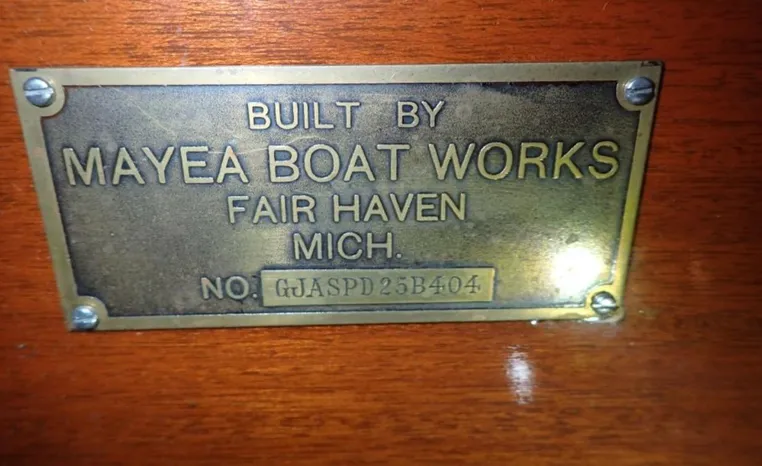 BUILT BY
MAYEA BOAT WORKS
FAIR HAVEN
MICH.
NO. GJASPD25B404